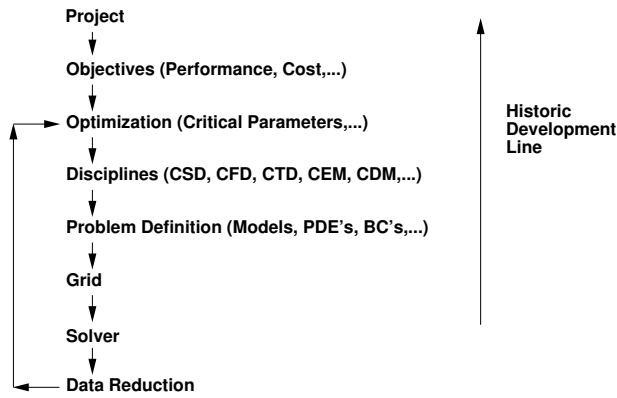 Project
Objectives (Performance, Cost,...)
Optimization (Critical Parameters,...)
Disciplines (CSD, CFD, CTD, CEM, CDM,...)
Problem Definition (Models, PDE's, BC's,...)
Grid
Solver
Data Reduction
Historic
Development
Line